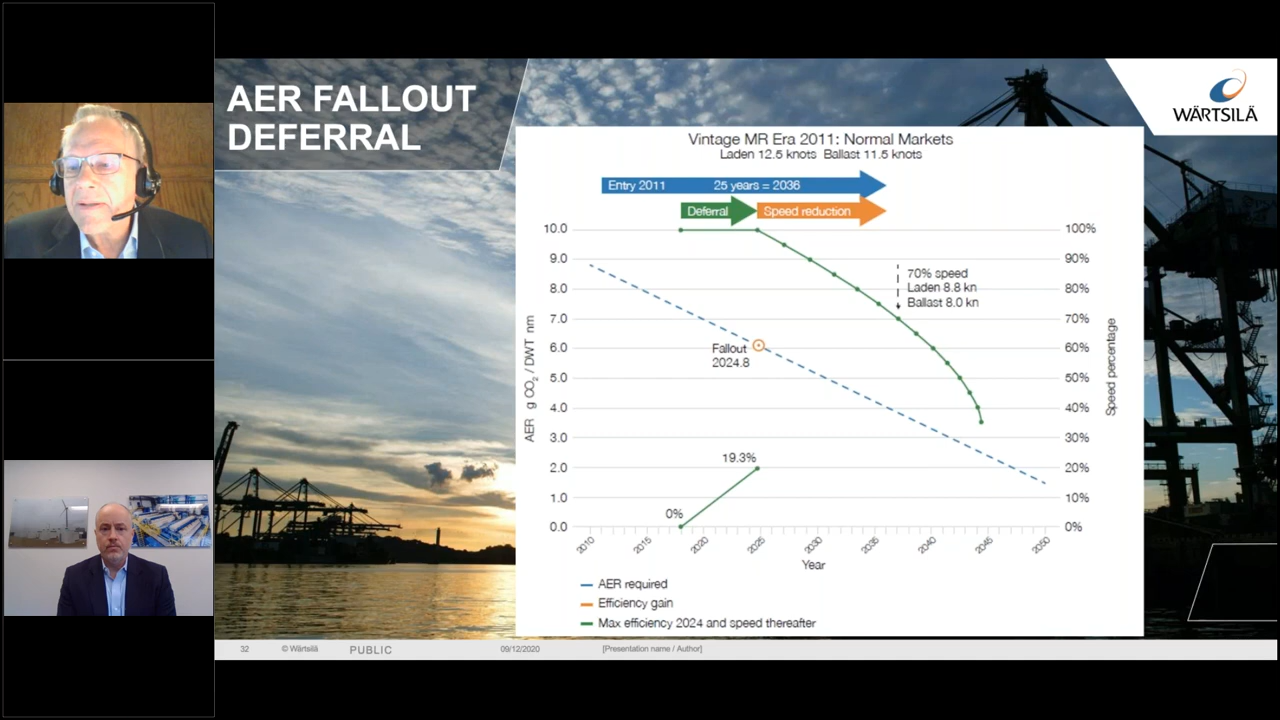 AER FALLOUT
DEFERRAL
WÄRTSILÄ
Vintage MR Era 2011: Normal Markets
Laden 12.5 knots Ballast 11.5 knots
Entry 2011 25 years = 2036
Deferral Speed reduction
10.0
9.0
8.0
7.0
6.0
5.0
4.0
3.0
2.0
1.0
0.0
AER g CO₂ / DWT nm
100%
90%
80%
70%
60%
50%
40%
30%
20%
10%
0%
Speed percentage
70% speed
Laden 8.8 kn
Ballast 8.0 kn
Fallout
2024.8
19.3%
0%
2010 2015 2020 2025 2030 2035 2040 2045 2050
Year
AER required
Efficiency gain
Max efficiency 2024 and speed thereafter
32 © Wärtsilä PUBLIC 09/12/2020 [Presentation name / Author]